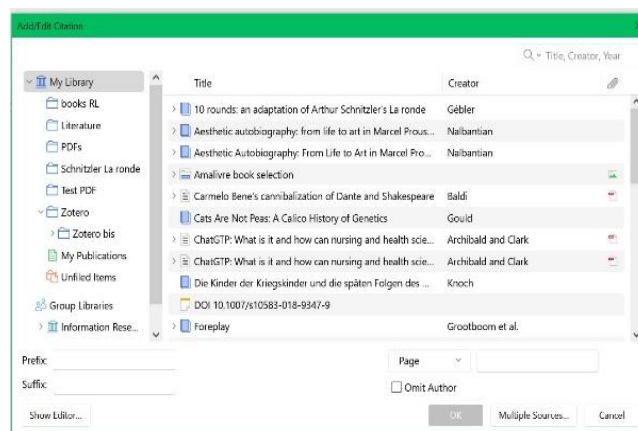 Add/Edit Citation
Title, Creator, Year
My Library
books RL
Literature
PDFs
Schnitzler La ronde
Test PDF
Zotero
Zotero bis
My Publications
Unfiled Items
Group Libraries
Information Rese...
Title Creator
10 rounds: an adaptation of Arthur Schnitzler's La ronde Gébler
Aesthetic autobiography: from life to art in Marcel Prous... Nalbantian
Aesthetic Autobiography: From Life to Art in Marcel Pro... Nalbantian
Amalivre book selection
Carmelo Bene's cannibalization of Dante and Shakespeare Baldi
Cats Are Not Peas: A Calico History of Genetics Gould
ChatGTP: What is it and how can nursing and health scie... Archibald and Clark
ChatGTP: What is it and how can nursing and health scie... Archibald and Clark
Die Kinder der Kriegskinder und die späten Folgen des ... Knoch
DOI 10.1007/s10583-018-9347-9
Foreplay Grootboom et al.
Prefix: Page
Suffix: Omit Author
Show Editor... OK Multiple Sources... Cancel